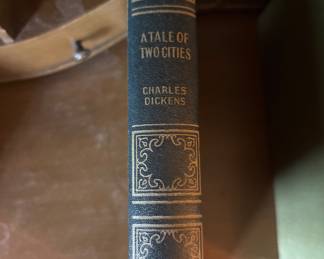 A TALE OF
TWO CITIES
CHARLES
DICKENS